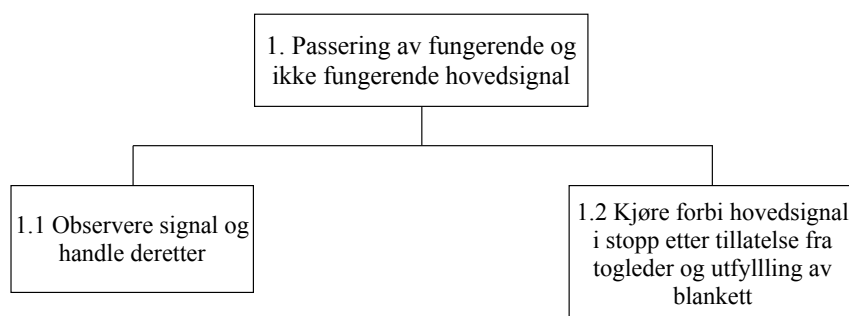 1. Passering av fungerende og
ikke fungerende hovedsignal
1.1 Observere signal og
handle deretter
1.2 Kjøre forbi hovedsignal
i stopp etter tillatelse fra
togleder og utfyllling av
blankett